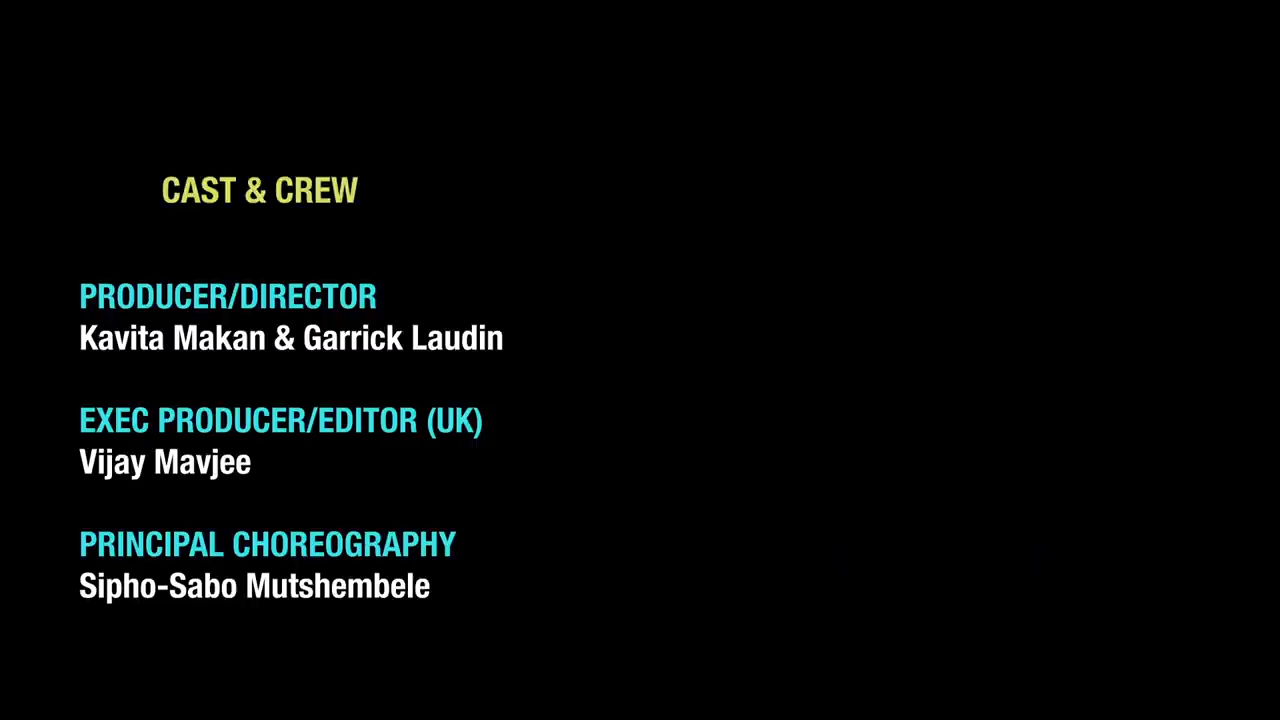 CAST & CREW
PRODUCER/DIRECTOR
Kavita Makan & Garrick Laudin
EXEC PRODUCER/EDITOR (UK)
Vijay Mavjee
PRINCIPAL CHOREOGRAPHY
Sipho-Sabo Mutshembele